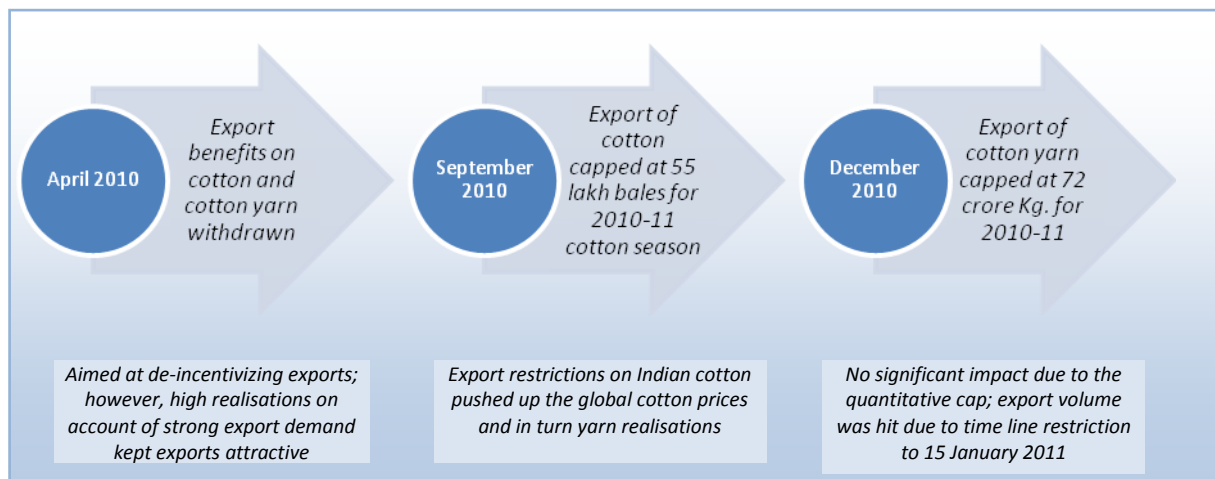 April 2010
Export
benefits on
cotton and
cotton yarn
withdrawn
September
2010
Export of
cotton
capped at 55
lakh bales for
2010-11
cotton season
December
2010
Export of
cotton yarn
capped at 72
crore Kg. for
2010-11
Aimed at de-incentivizing exports;
however, high realisations on
account of strong export demand
kept exports attractive
Export restrictions on Indian cotton
pushed up the global cotton prices
and in turn yarn realisations
No significant impact due to the
quantitative cap; export volume
was hit due to time line restriction
to 15 January 2011